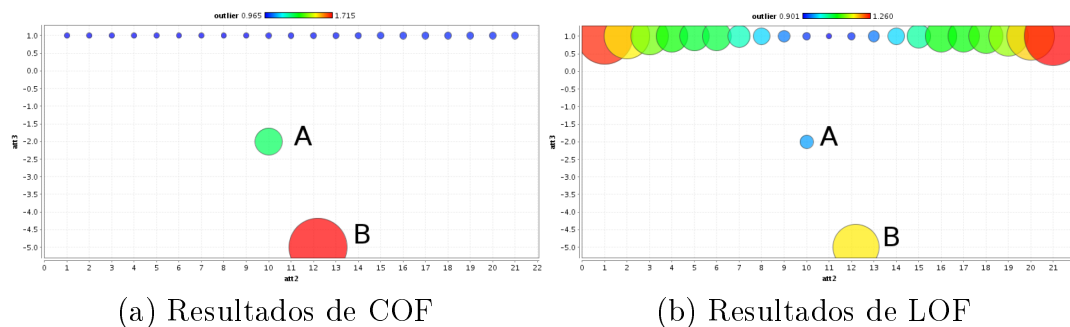 outlier 0.965 1.715
1.0
0.5
0.0
-0.5
-1.0
-1.5
-2.0
-2.5
-3.0
-3.5
-4.0
-4.5
-5.0
att3
A
B
0 1 2 3 4 5 6 7 8 9 10 11 12 13 14 15 16 17 18 19 20 21 22
att2
(a) Resultados de COF
outlier 0.901 1.260
1.0
0.5
0.0
-0.5
-1.0
-1.5
-2.0
-2.5
-3.0
-3.5
-4.0
-4.5
-5.0
att3
A
B
0 1 2 3 4 5 6 7 8 9 10 11 12 13 14 15 16 17 18 19 20 21
att2
(b) Resultados de LOF